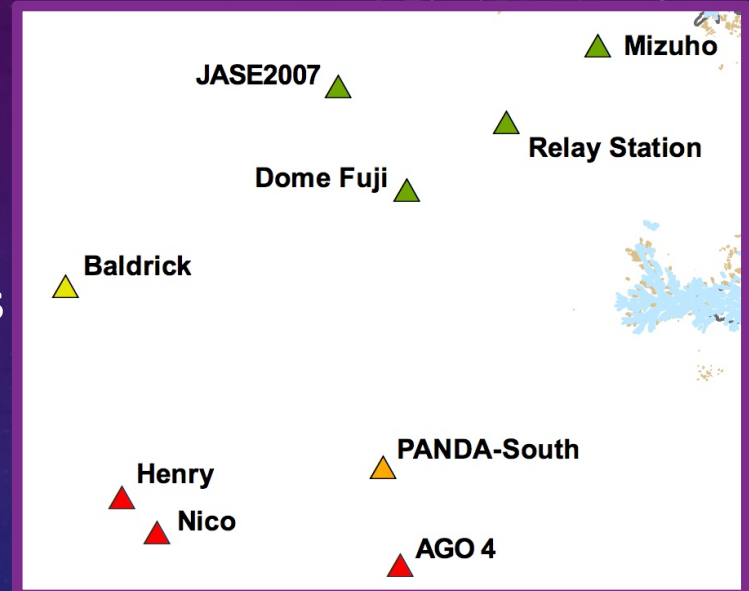 Mizuho
JASE2007
Relay Station
Dome Fuji
Baldrick
s
PANDA-South
Henry
Nico
AGO 4